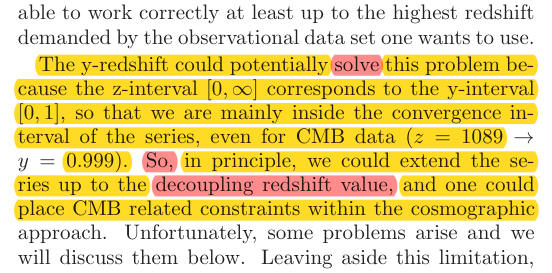 able to work correctly at least up to the highest redshift
demanded by the observational data set one wants to use.
The y-redshift could potentially solve this problem be-
cause the z-interval [0, ∞] corresponds to the y-interval
[0, 1], so that we are mainly inside the convergence in-
terval of the series, even for CMB data (z = 1089 →
y = 0.999). So, in principle, we could extend the se-
ries up to the decoupling redshift value, and one could
place CMB related constraints within the cosmographic
approach. Unfortunately, some problems arise and we
will discuss them below. Leaving aside this limitation,